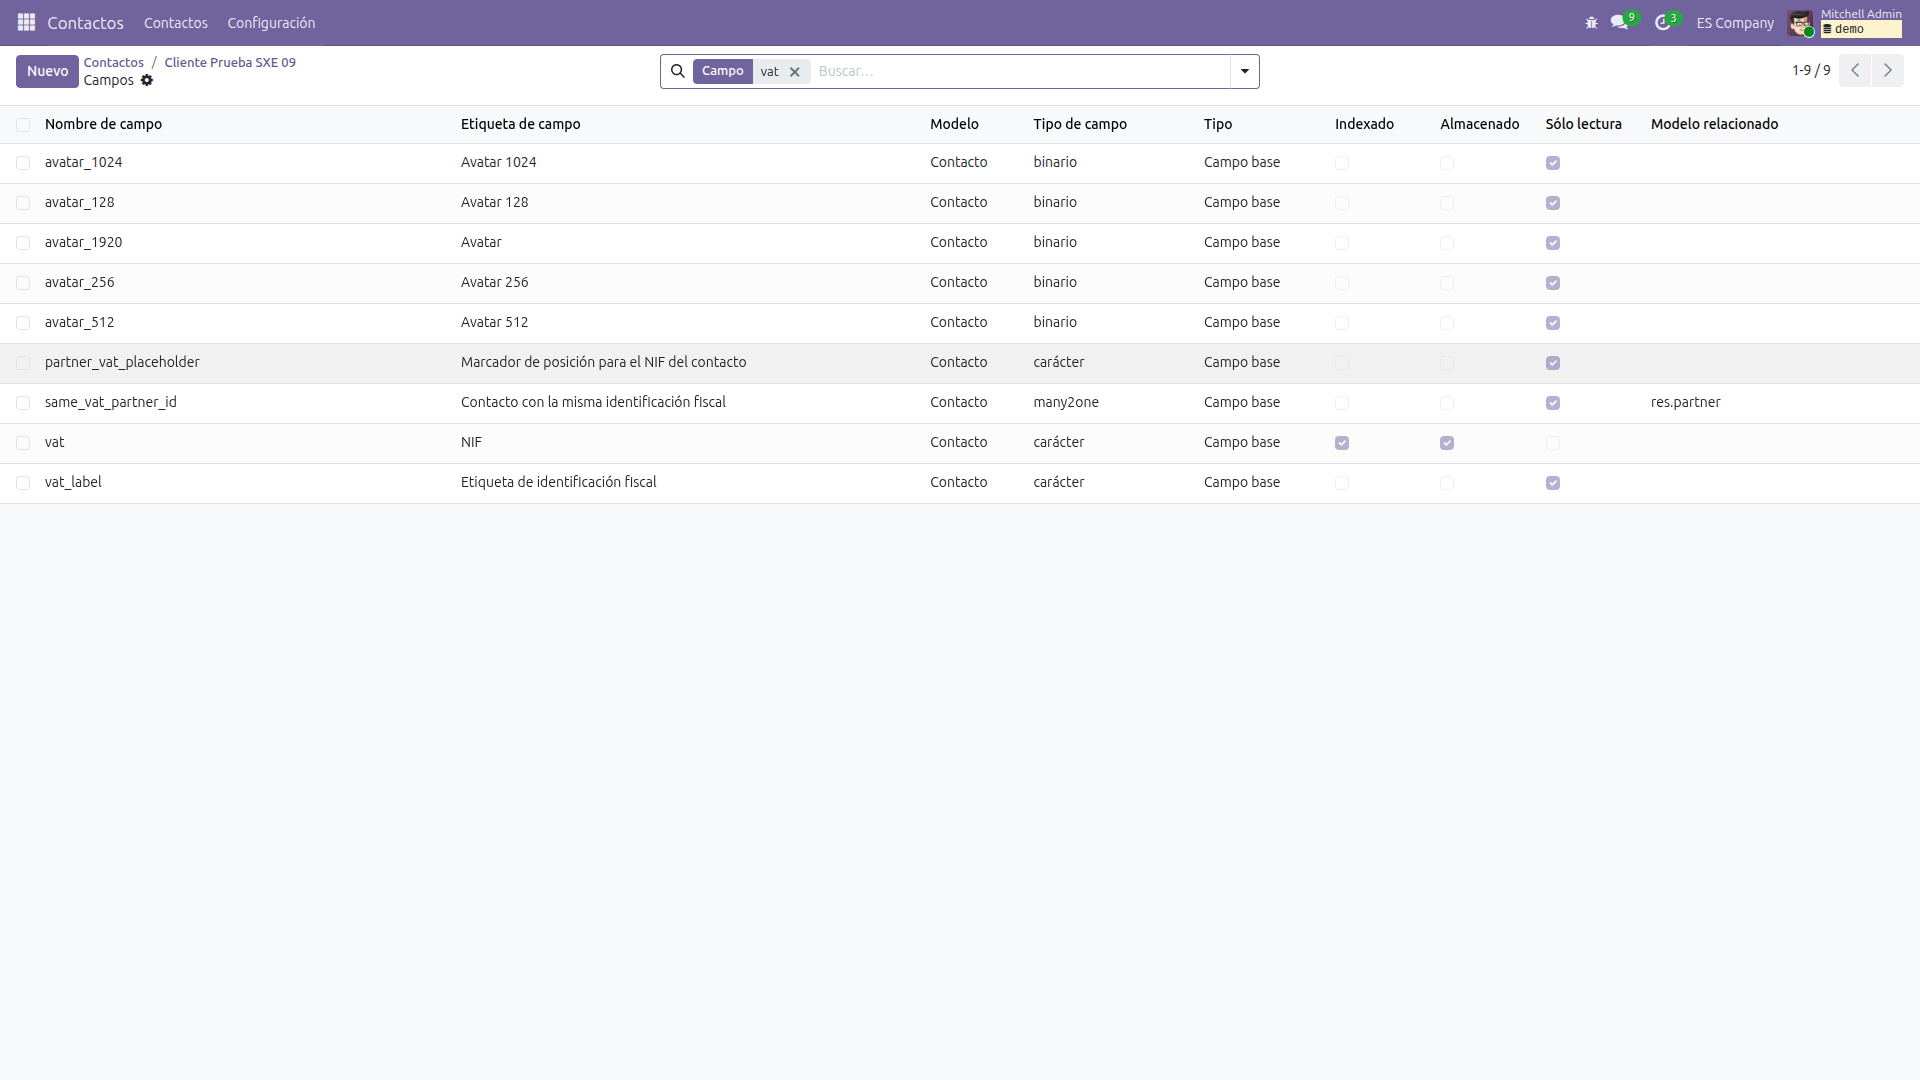 Contactos Contactos Configuración 9 3 ES Company Mitchell Admin
demo
Nuevo Contactos / Cliente Prueba SXE 09
Campos
Campo vat Buscar... 1-9 / 9
Nombre de campo Etiqueta de campo Modelo Tipo de campo Tipo Indexado Almacenado Sólo lectura Modelo relacionado
avatar_1024 Avatar 1024 Contacto binario Campo base
avatar_128 Avatar 128 Contacto binario Campo base
avatar_1920 Avatar Contacto binario Campo base
avatar_256 Avatar 256 Contacto binario Campo base
avatar_512 Avatar 512 Contacto binario Campo base
partner_vat_placeholder Marcador de posición para el NIF del contacto Contacto carácter Campo base
same_vat_partner_id Contacto con la misma identificación fiscal Contacto many2one Campo base res.partner
vat NIF Contacto carácter Campo base
vat_label Etiqueta de identificación fiscal Contacto carácter Campo base